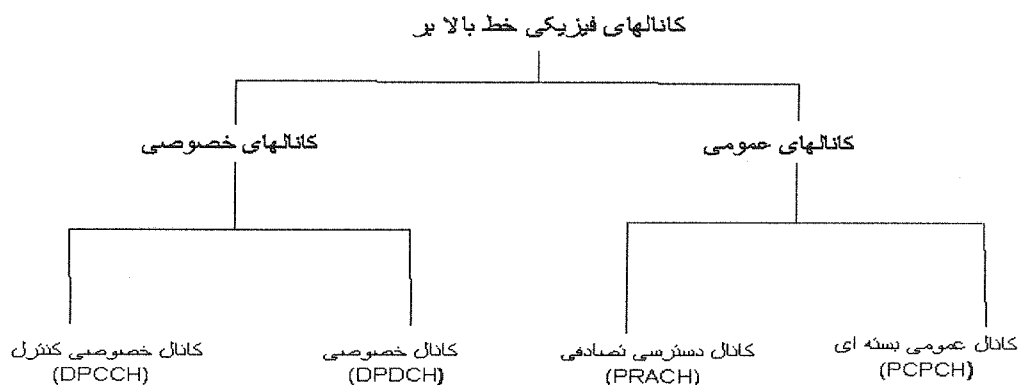 کانالهای فیزیکی خط بالا بر
کانالهای عمومی
کانالهای خصوصی
کانال عمومی بسته ای
(PCPCH)
کانال دسترسی تصادفی
(PRACH)
کانال خصوصی
(DPDCH)
کانال خصوصی کنترل
(DPCCH)